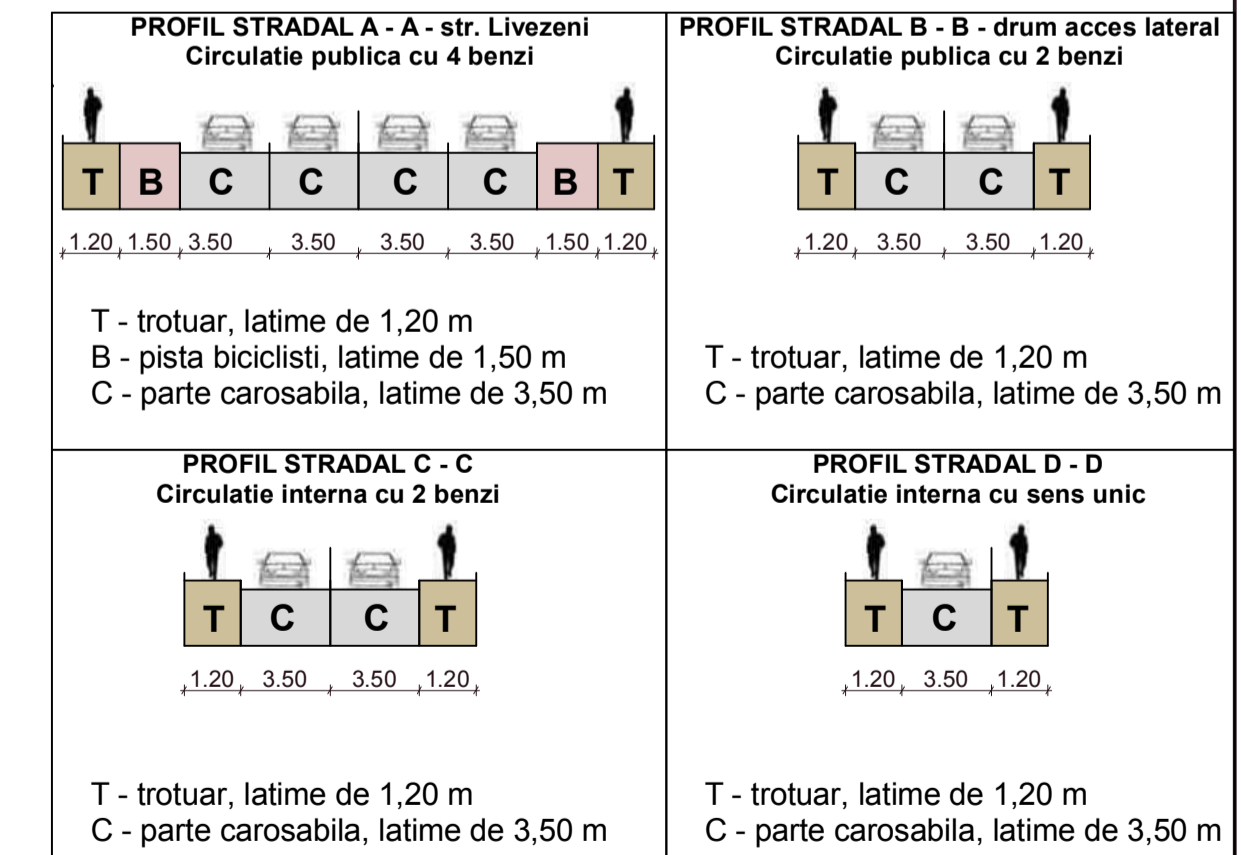 PROFIL STRADAL A - A - str. Livezeni
Circulatie publica cu 4 benzi
T B C C C C B T
1.20 1.50 3.50 3.50 3.50 3.50 1.50 1.20
T - trotuar, latime de 1,20 m
B - pista biciclisti, latime de 1,50 m
C - parte carosabila, latime de 3,50 m
PROFIL STRADAL B - B - drum acces lateral
Circulatie publica cu 2 benzi
T C C T
1.20 3.50 3.50 1.20
T - trotuar, latime de 1,20 m
C - parte carosabila, latime de 3,50 m
PROFIL STRADAL C - C
Circulatie interna cu 2 benzi
T C C T
1.20 3.50 3.50 1.20
T - trotuar, latime de 1,20 m
C - parte carosabila, latime de 3,50 m
PROFIL STRADAL D - D
Circulatie interna cu sens unic
T C T
1.20 3.50 1.20
T - trotuar, latime de 1,20 m
C - parte carosabila, latime de 3,50 m